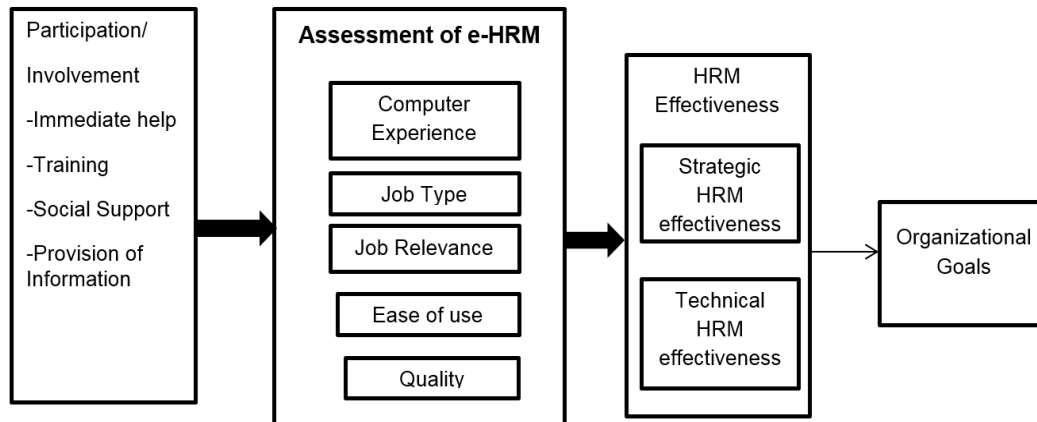 Participation/
Involvement
-Immediate help
-Training
-Social Support
-Provision of
Information
Assessment of e-HRM
Computer
Experience
Job Type
Job Relevance
Ease of use
Quality
HRM
Effectiveness
Strategic
HRM
effectiveness
Technical
HRM
effectiveness
Organizational
Goals